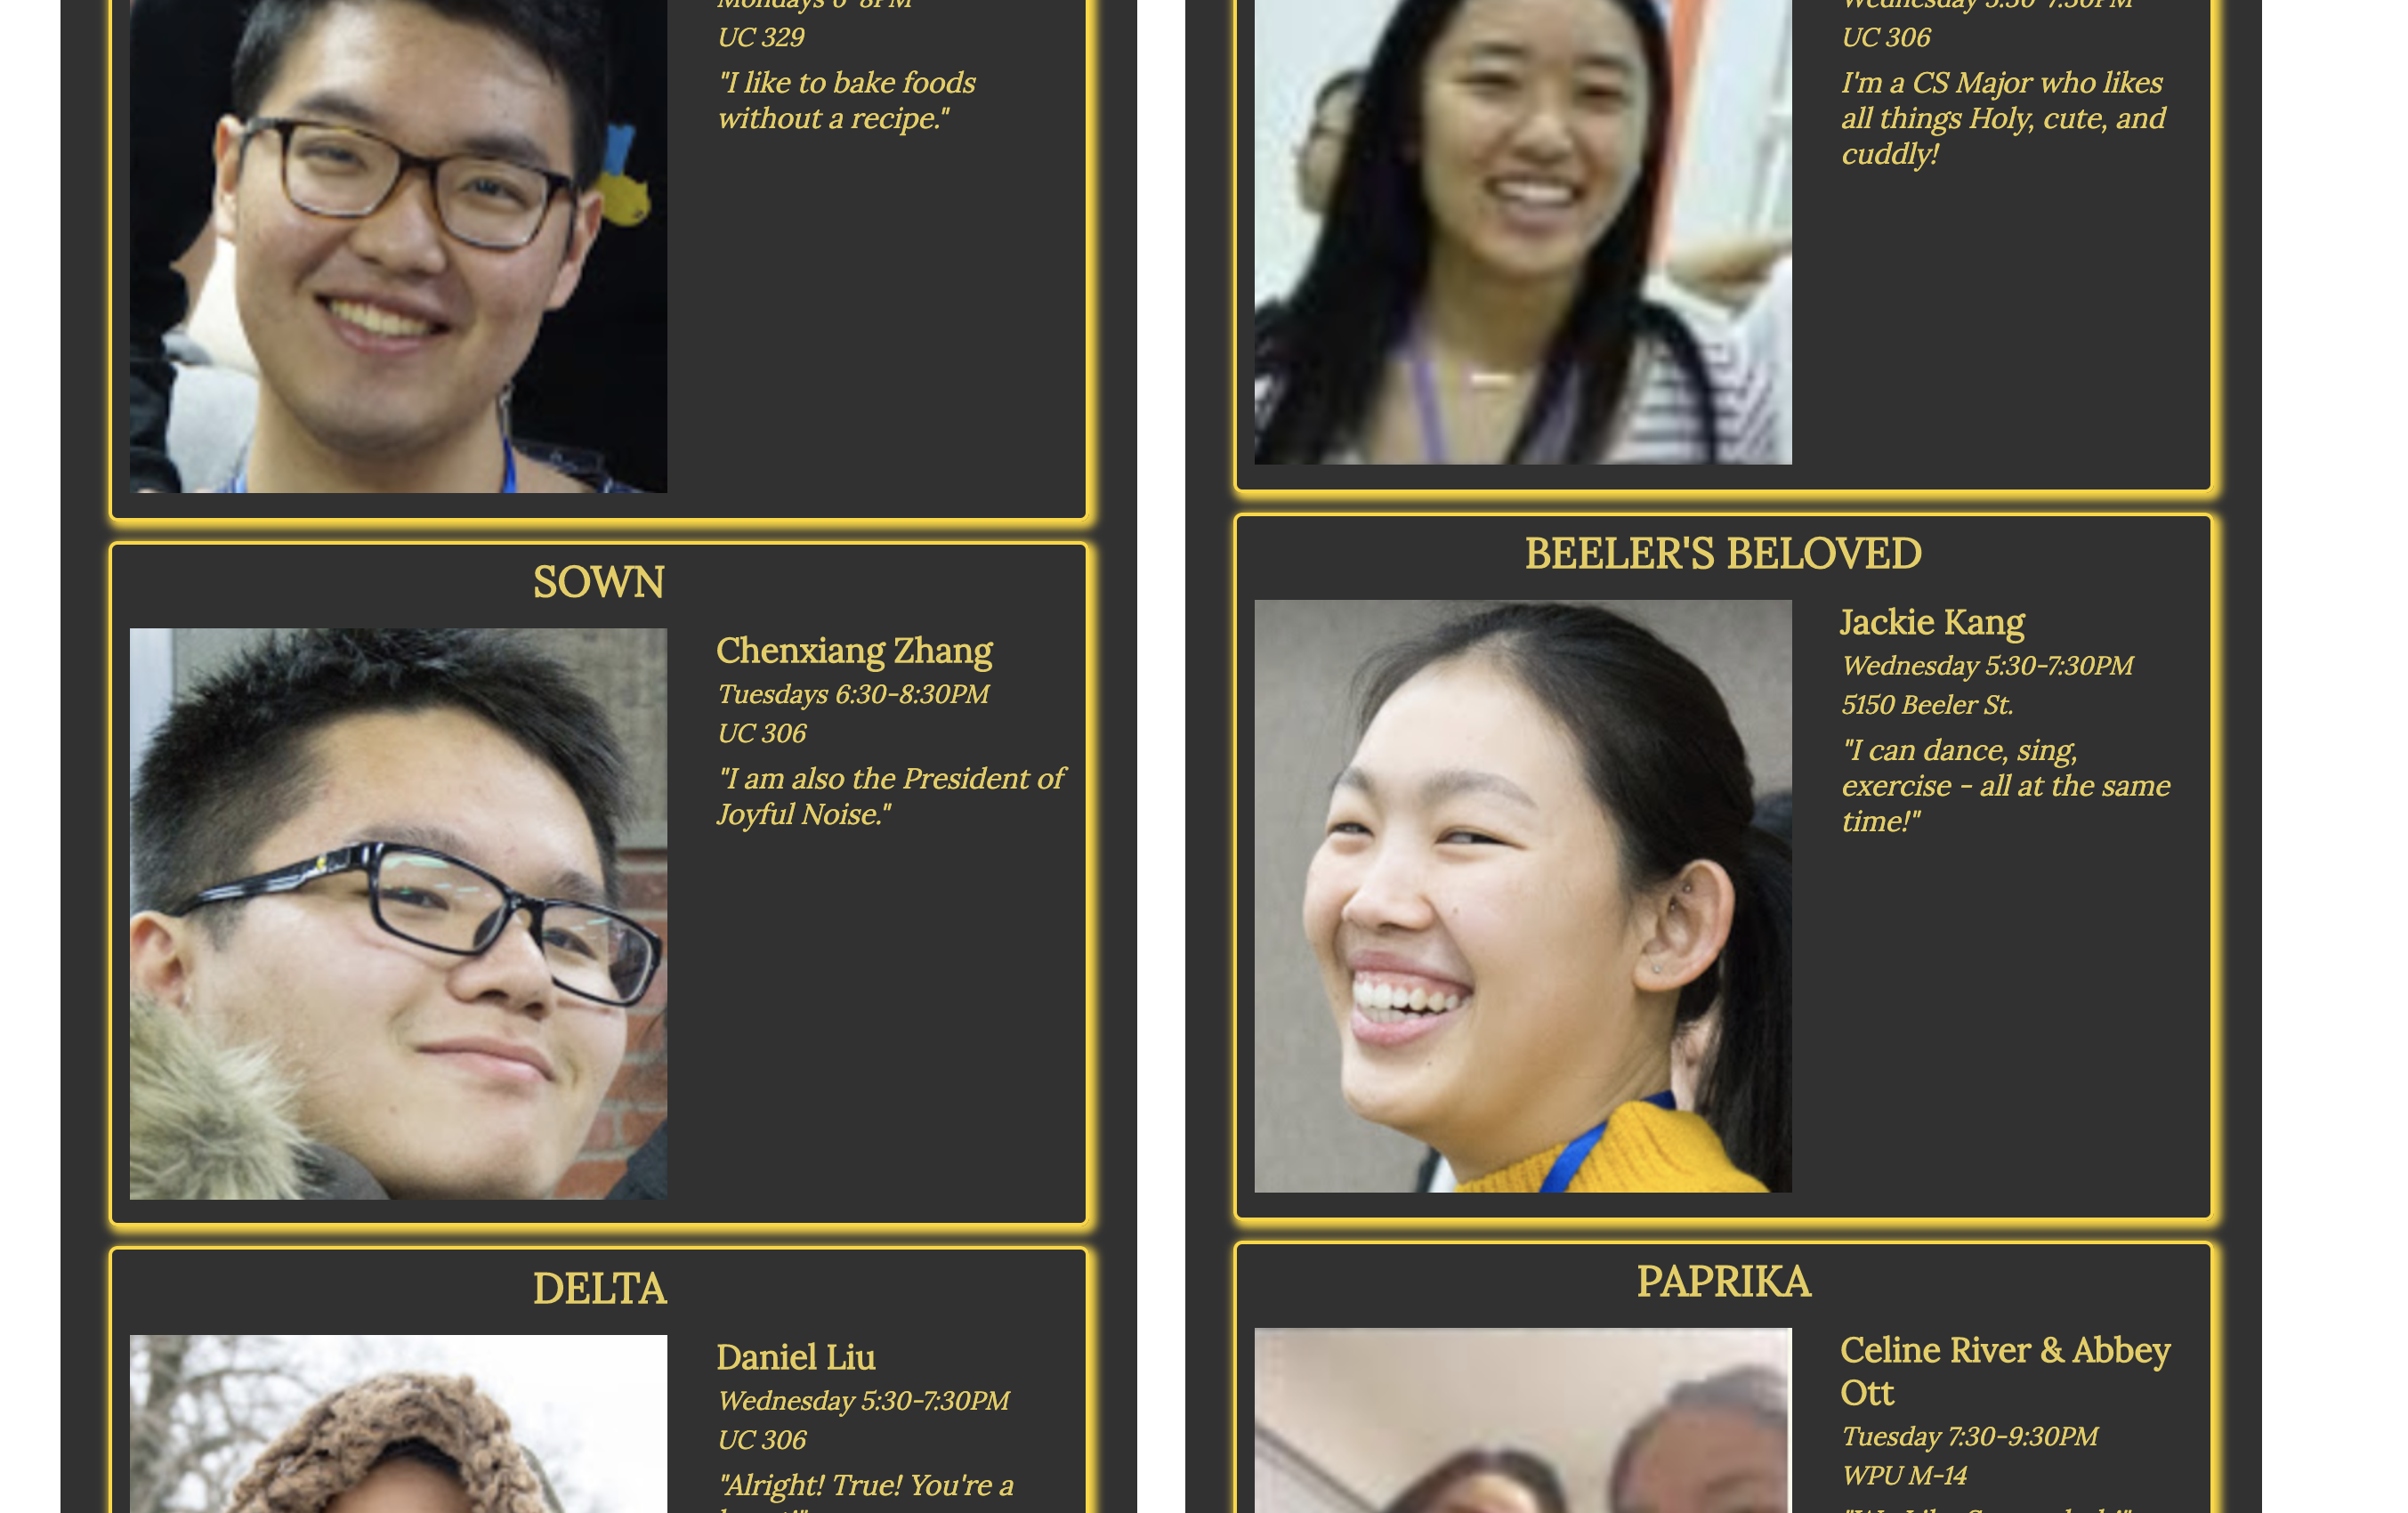 Mondays 6-8PM
UC 329
"I like to bake foods
without a recipe."
SOWN
Chenxiang Zhang
Tuesdays 6:30-8:30PM
UC 306
"I am also the President of
Joyful Noise."
DELTA
Daniel Liu
Wednesday 5:30-7:30PM
UC 306
"Alright! True! You're a
Wednesday 5:30-7:30PM
UC 306
I'm a CS Major who likes
all things Holy, cute, and
cuddly!
BEELER'S BELOVED
Jackie Kang
Wednesday 5:30-7:30PM
5150 Beeler St.
"I can dance, sing,
exercise - all at the same
time!"
PAPRIKA
Celine River & Abbey
Ott
Tuesday 7:30-9:30PM
WPU M-14